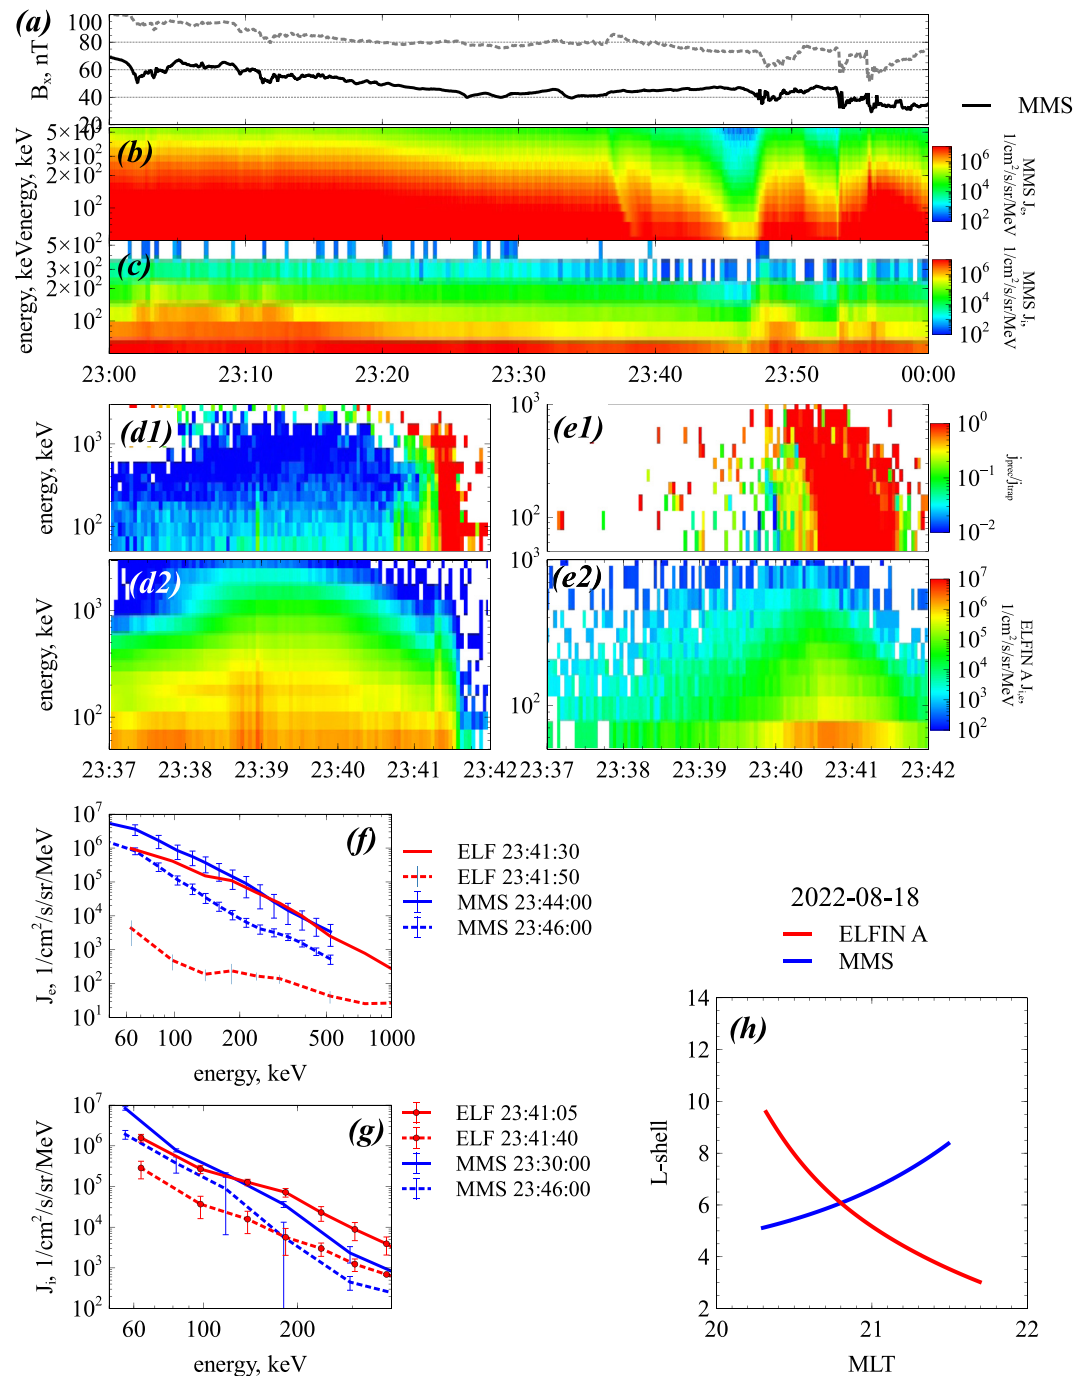 (a)
B_x, nT
100
80
60
40
20
MMS
(b)
energy, keV
5×10²
3×10²
2×10²
10²
10⁶
10⁴
10²
MMS J_e,
1/cm²/s/sr/MeV
(c)
energy, keV
5×10²
3×10²
2×10²
10²
10⁶
10⁴
10²
MMS J_i,
1/cm²/s/sr/MeV
23:00 23:10 23:20 23:30 23:40 23:50 00:00
(d1)
energy, keV
10³
10²
(e1)
10³
10²
10⁰
10⁻¹
10⁻²
j_prec/j_trap
(d2)
energy, keV
10³
10²
(e2)
10³
10²
10⁷
10⁶
10⁵
10⁴
10³
10²
ELFIN A J_i,e,
1/cm²/s/sr/MeV
23:37 23:38 23:39 23:40 23:41 23:42
23:37 23:38 23:39 23:40 23:41 23:42
(f)
J_e, 1/cm²/s/sr/MeV
10⁷
10⁶
10⁵
10⁴
10³
10²
10¹
60 100 200 500 1000
energy, keV
ELF 23:41:30
ELF 23:41:50
MMS 23:44:00
MMS 23:46:00
2022-08-18
ELFIN A
MMS
(g)
J_i, 1/cm²/s/sr/MeV
10⁷
10⁶
10⁵
10⁴
10³
10²
60 100 200
energy, keV
ELF 23:41:05
ELF 23:41:40
MMS 23:30:00
MMS 23:46:00
(h)
L-shell
14
12
10
8
6
4
2
20 21 22
MLT